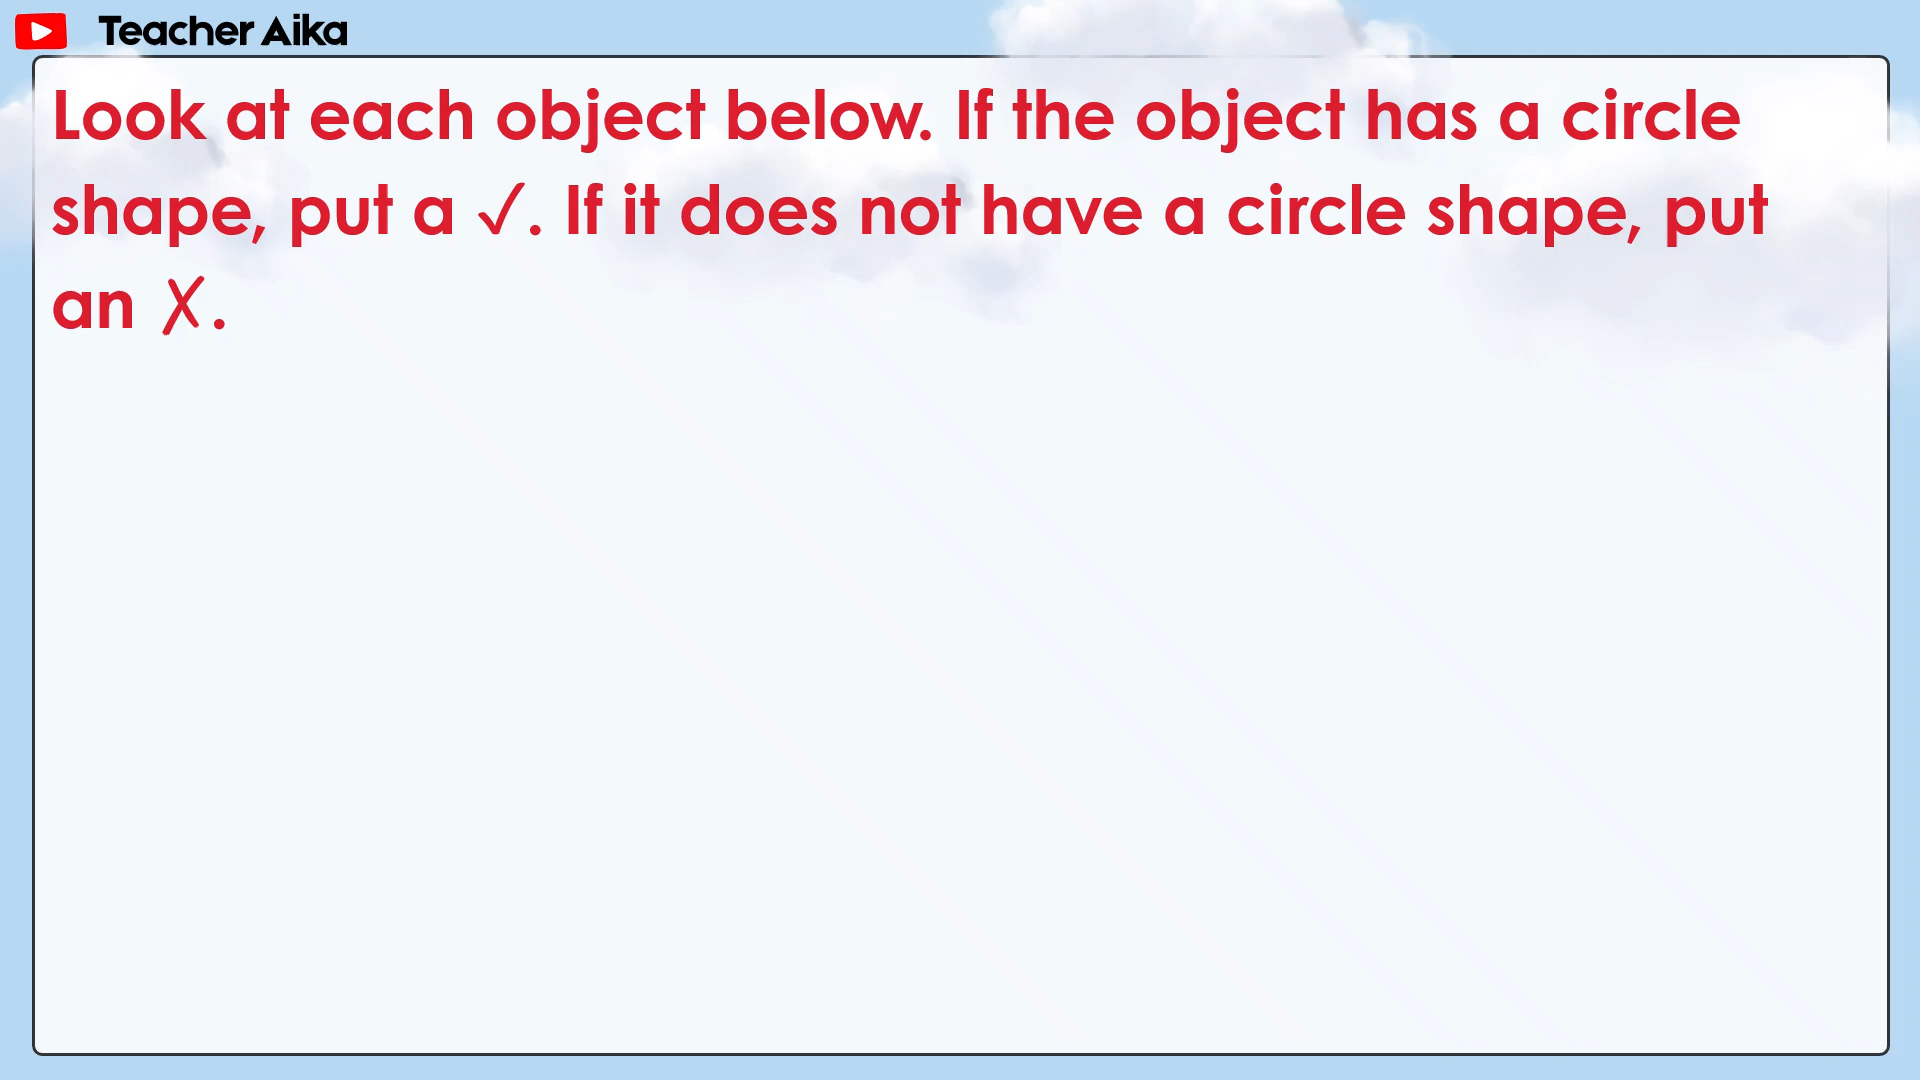 Teacher Aika
Look at each object below. If the object has a circle
shape, put a ✓. If it does not have a circle shape, put
an ✗.